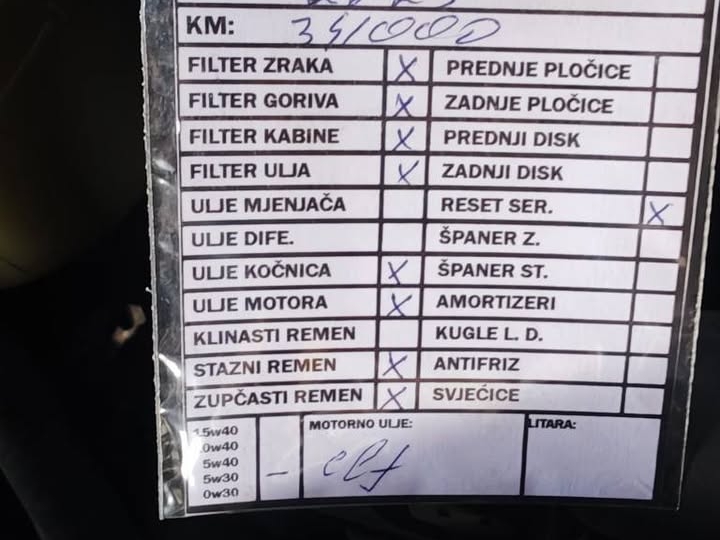 KM: 341000
FILTER ZRAKA X PREDNJE PLOČICE
FILTER GORIVA X ZADNJE PLOČICE
FILTER KABINE X PREDNJI DISK
FILTER ULJA X ZADNJI DISK
ULJE MJENJAČA RESET SER. X
ULJE DIFE. ŠPANER Z.
ULJE KOČNICA X ŠPANER ST.
ULJE MOTORA X AMORTIZERI
KLINASTI REMEN KUGLE L. D.
STAZNI REMEN X ANTIFRIZ
ZUPČASTI REMEN X SVJEĆICE
15w40 MOTORNO ULJE: LITARA:
10w40
5w40 elf
5w30 -
0w30